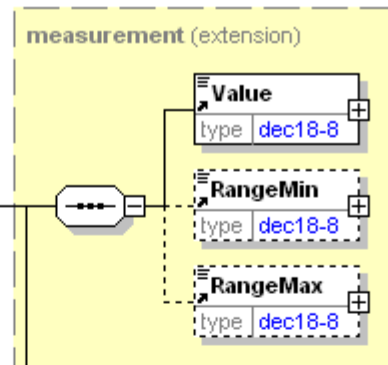 measurement (extension)
Value
type dec18-8
RangeMin
type dec18-8
RangeMax
type dec18-8